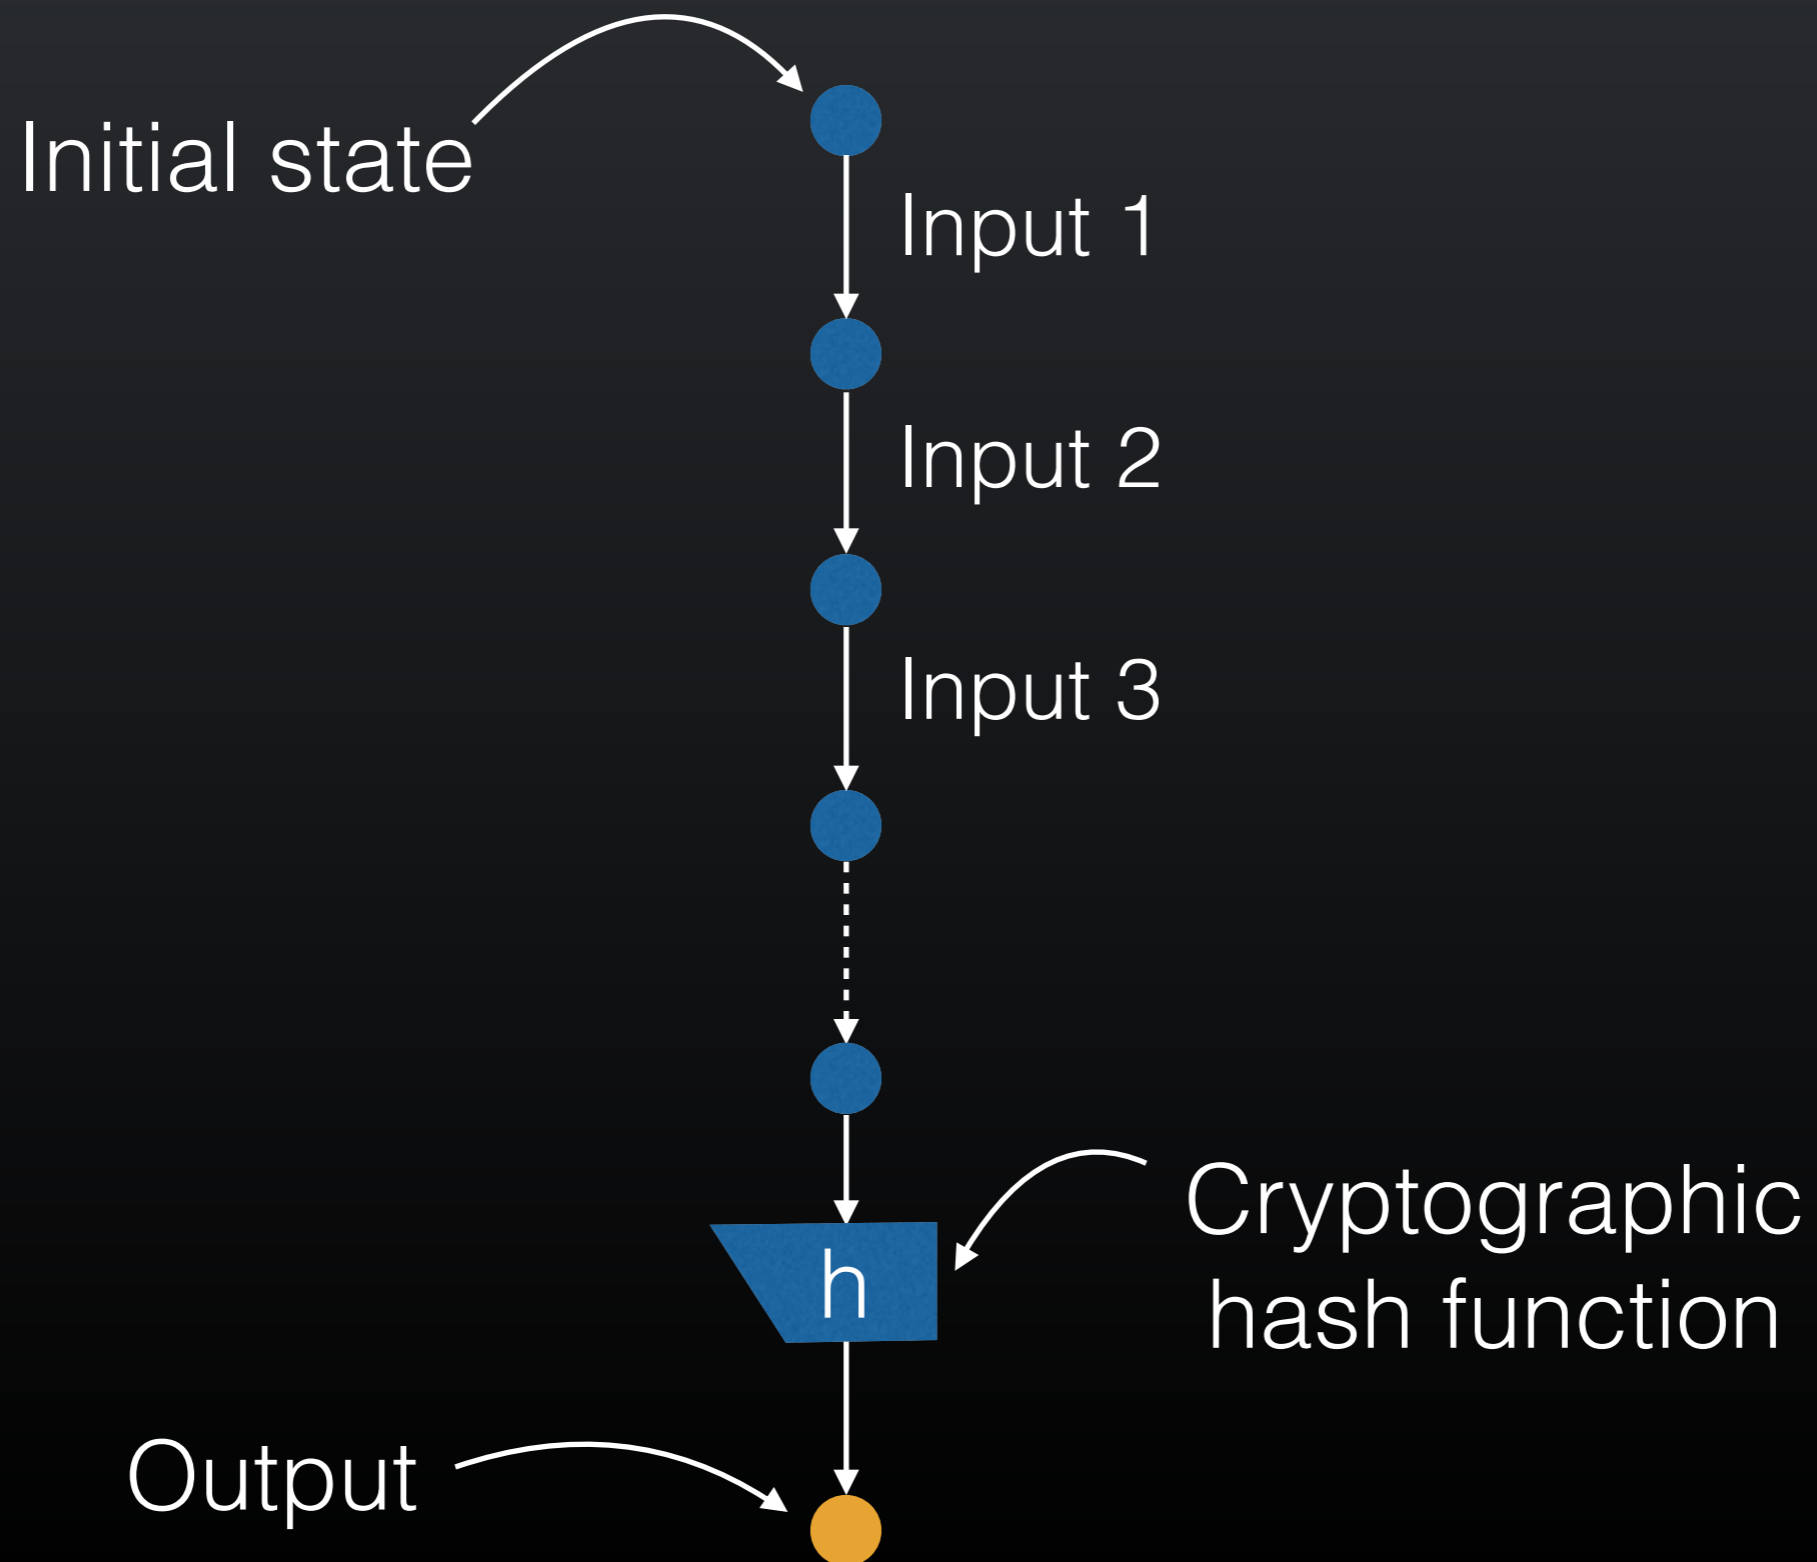 Initial state
Input 1
Input 2
Input 3
Cryptographic
hash function
h
Output